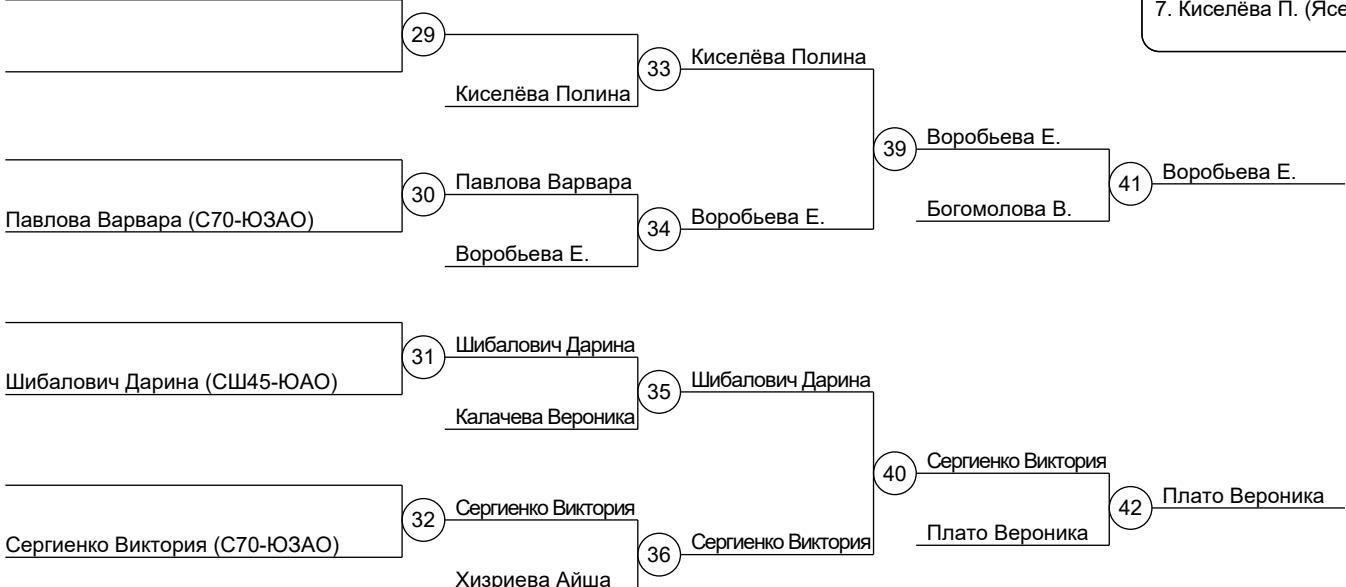 7. Киселёва П.
29
33
Киселёва Полина
Киселёва Полина
39
Воробьева Е.
30
Павлова Варвара
41
Воробьева Е.
Павлова Варвара (С70-ЮЗАО)
34
Воробьева Е.
Богомолова В.
Воробьева Е.
31
Шибалович Дарина
Шибалович Дарина (СШ45-ЮАО)
35
Шибалович Дарина
Калачева Вероника
40
Сергиенко Виктория
32
Сергиенко Виктория
42
Плато Вероника
Сергиенко Виктория (С70-ЮЗАО)
36
Сергиенко Виктория
Плато Вероника
Хизриева Айша